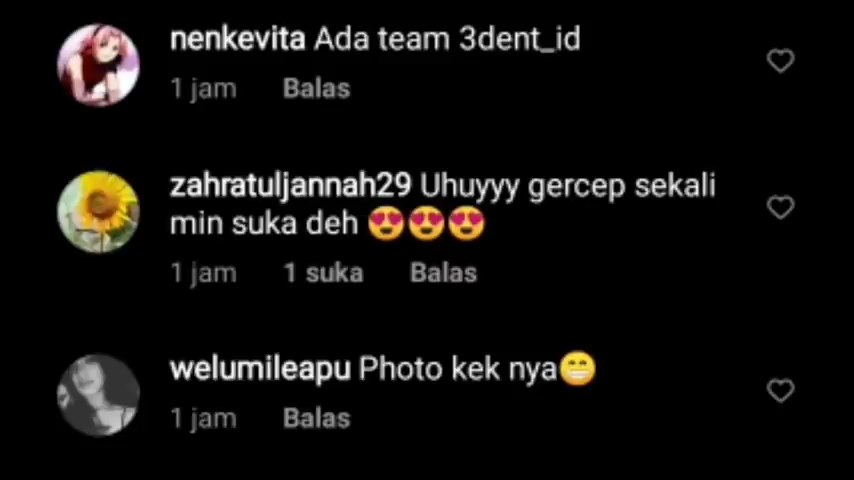 nenkevita Ada team 3dent_id
1 jam Balas
zahratuljannah29 Uhuyyy gercep sekali
min suka deh 😍😍😍
1 jam 1 suka Balas
welumileapu Photo kek nya😁
1 jam Balas